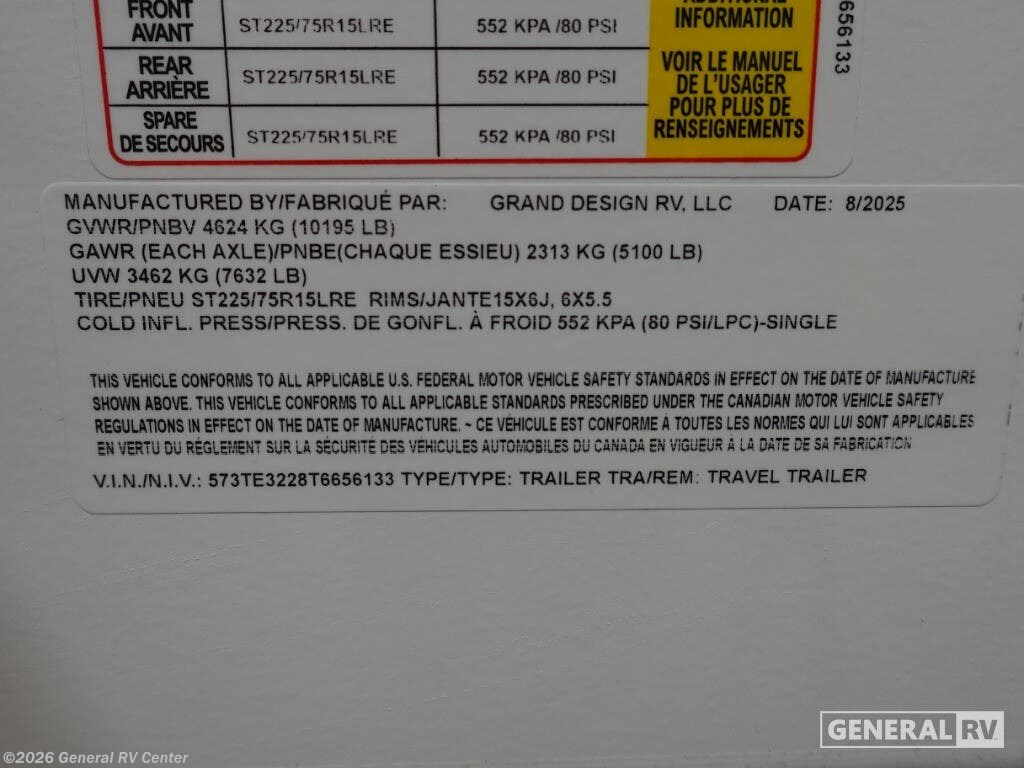 FRONT
AVANT
ST225/75R15LRE
552 KPA /80 PSI
REAR
ARRIÈRE
ST225/75R15LRE
552 KPA /80 PSI
SPARE
DE SECOURS
ST225/75R15LRE
552 KPA /80 PSI
ADDITIONAL
INFORMATION
VOIR LE MANUEL
DE L'USAGER
POUR PLUS DE
RENSEIGNEMENTS
656133
MANUFACTURED BY/FABRIQUÉ PAR: GRAND DESIGN RV, LLC DATE: 8/2025
GVWR/PNBV 4624 KG (10195 LB)
GAWR (EACH AXLE)/PNBE(CHAQUE ESSIEU) 2313 KG (5100 LB)
UVW 3462 KG (7632 LB)
TIRE/PNEU ST225/75R15LRE RIMS/JANTE15X6J, 6X5.5
COLD INFL. PRESS/PRESS. DE GONFL. À FROID 552 KPA (80 PSI/LPC)-SINGLE
THIS VEHICLE CONFORMS TO ALL APPLICABLE U.S. FEDERAL MOTOR VEHICLE SAFETY STANDARDS IN EFFECT ON THE DATE OF MANUFACTURE
SHOWN ABOVE. THIS VEHICLE CONFORMS TO ALL APPLICABLE STANDARDS PRESCRIBED UNDER THE CANADIAN MOTOR VEHICLE SAFETY
REGULATIONS IN EFFECT ON THE DATE OF MANUFACTURE. ~ CE VÉHICULE EST CONFORME À TOUTES LES NORMES QUI LUI SONT APPLICABLES
EN VERTU DU RÉGLEMENT SUR LA SÉCURITÉ DES VÉHICULES AUTOMOBILES DU CANADA EN VIGUEUR À LA DATE DE SA FABRICATION
V.I.N./N.I.V.: 573TE3228T6656133 TYPE/TYPE: TRAILER TRA/REM: TRAVEL TRAILER
GENERAL RV
©2026 General RV Center